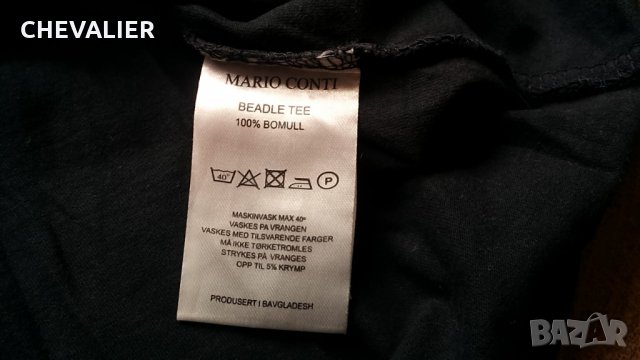 CHEVALIER
MARIO CONTI
BEADLE TEE
100% BOMULL
40° P
MASKINVASK MAX 40°
VASKES PÅ VRANGEN
VASKES MED TILSVARENDE FARGER
MÅ IKKE TØRKETROMLES
STRYKES PÅ VRANGES
OPP TIL 5% KRYMP
PRODUSERT I BAVGLADESH
BAZAR